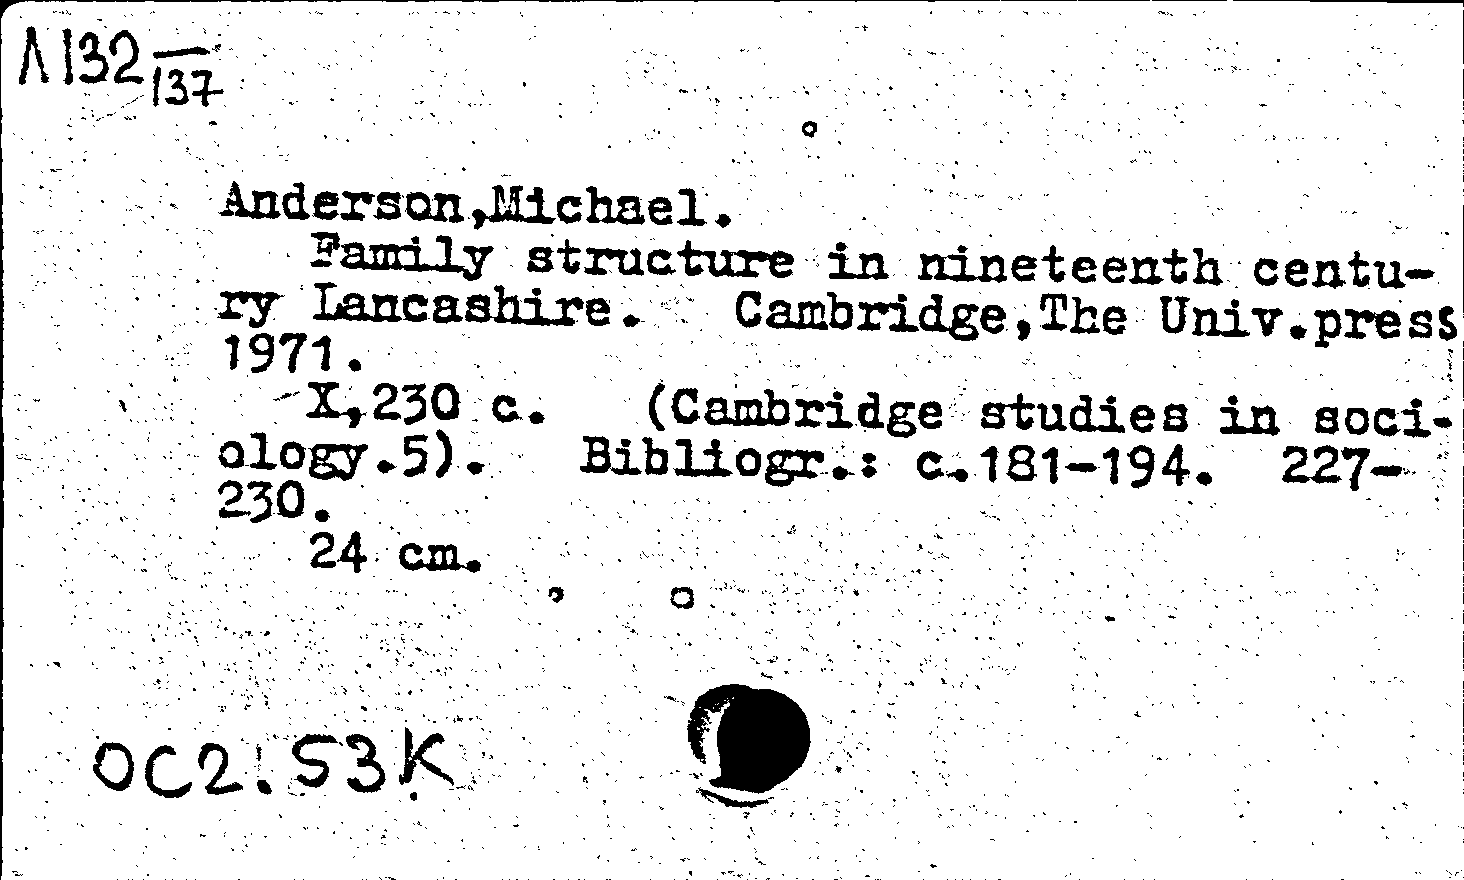 Л132
137
Anderson,Michael.
Family structure in nineteenth centu-
ry Lancashire. Cambridge,The Univ.press
1971.
X,230 c. (Cambridge studies in soci-
ology.5). Bibliogr.: c.181-194. 227-
230.
24 cm.
ОС2.53К